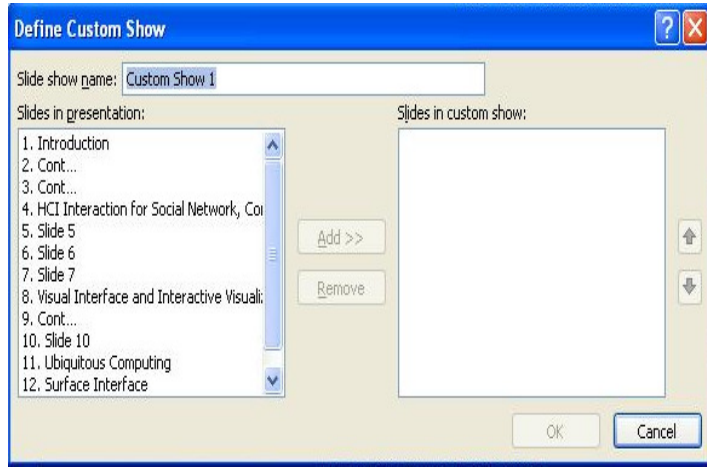 Define Custom Show
Slide show name: Custom Show 1
Slides in presentation:
Slides in custom show:
1. Introduction
2. Cont...
3. Cont...
4. HCI Interaction for Social Network, Cor
5. Slide 5
6. Slide 6
7. Slide 7
8. Visual Interface and Interactive Visuali
9. Cont...
10. Slide 10
11. Ubiquitous Computing
12. Surface Interface
Add >>
Remove
OK
Cancel